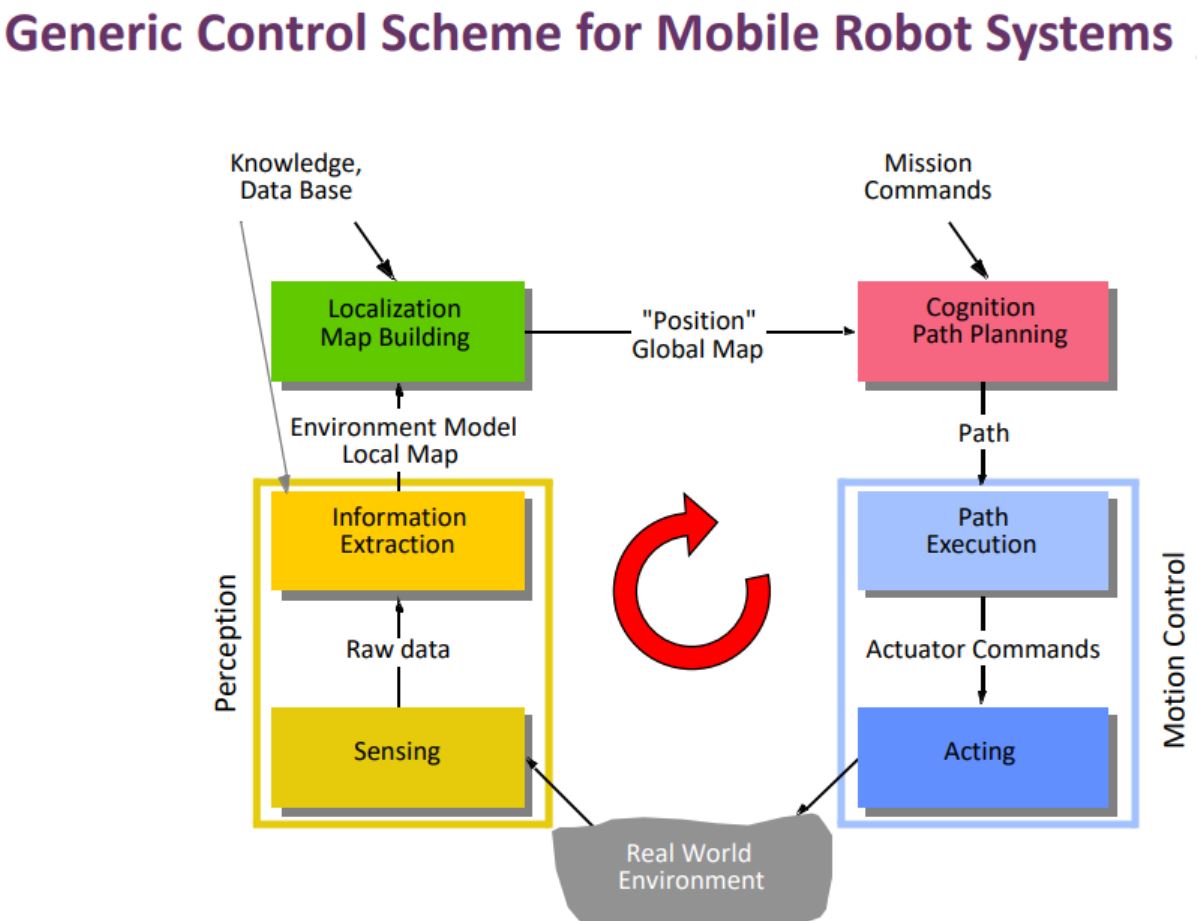 Generic Control Scheme for Mobile Robot Systems
Knowledge,
Data Base
Mission
Commands
Localization
Map Building
"Position"
Global Map
Cognition
Path Planning
Environment Model
Local Map
Path
Information
Extraction
Path
Execution
Perception
Raw data
Actuator Commands
Motion Control
Sensing
Acting
Real World
Environment